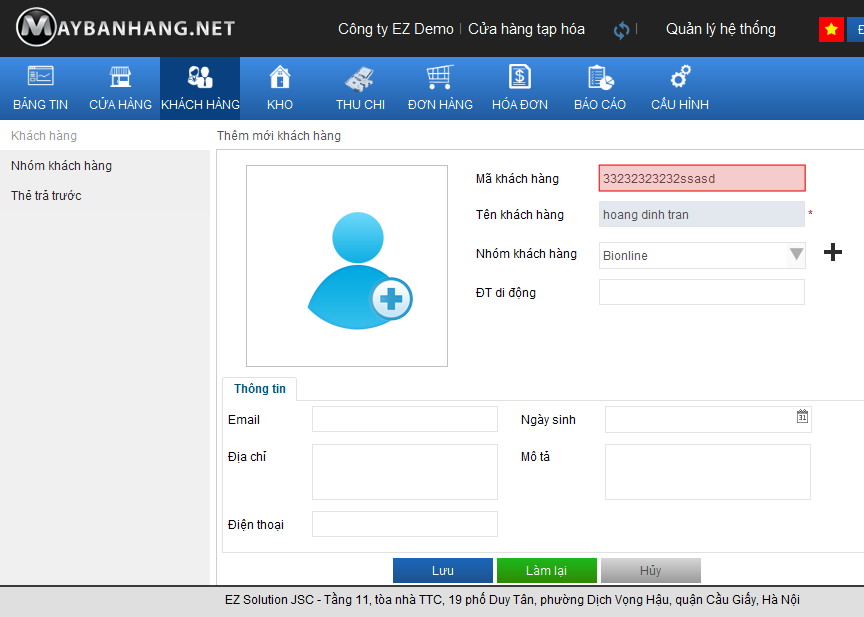 MAYBANHANG.NET
Công ty EZ Demo | Cửa hàng tạp hóa | Quản lý hệ thống
BẢNG TIN CỬA HÀNG KHÁCH HÀNG KHO THU CHI ĐƠN HÀNG HÓA ĐƠN BÁO CÁO CẤU HÌNH
Khách hàng
Nhóm khách hàng
Thẻ trả trước
Thêm mới khách hàng
Mã khách hàng 33232323232ssasd
Tên khách hàng hoang dinh tran *
Nhóm khách hàng Bionline
ĐT di động
Thông tin
Email Ngày sinh 31
Địa chỉ Mô tả
Điện thoại
Lưu Làm lại Hủy
EZ Solution JSC - Tầng 11, tòa nhà TTC, 19 phố Duy Tân, phường Dịch Vọng Hậu, quận Cầu Giấy, Hà Nội